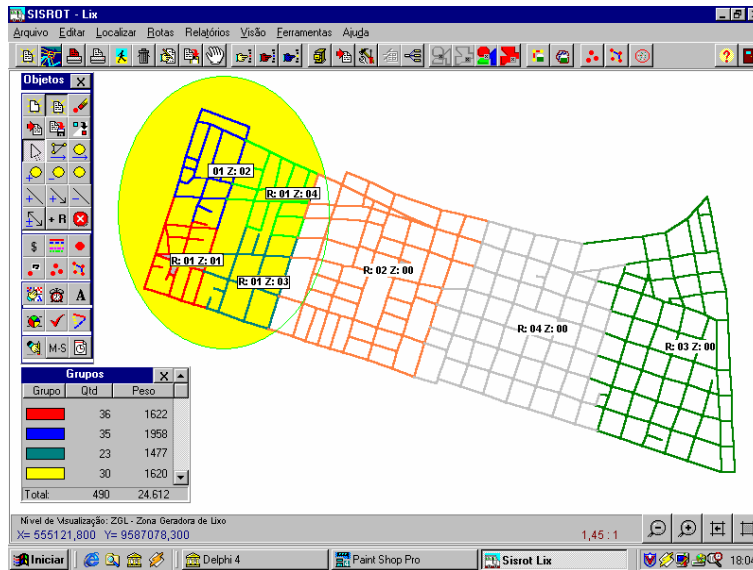 SISROT - Lix
Arquivo Editar Localizar Rotas Relatórios Visão Ferramentas Ajuda
Objetos
$
+ R
A
M-S
01 Z: 02
R: 01 Z: 04
R: 01 Z: 01
R: 01 Z: 03
R: 02 Z: 00
R: 04 Z: 00
R: 03 Z: 00
Grupos
Grupo Qtd Peso
36 1622
35 1958
23 1477
30 1620
Total: 490 24.612
Nível de Visualização: ZGL - Zona Geradora de Lixo
X= 555121,800 Y= 9587078,300
1,45 : 1
Iniciar Delphi 4 Paint Shop Pro Sisrot Lix